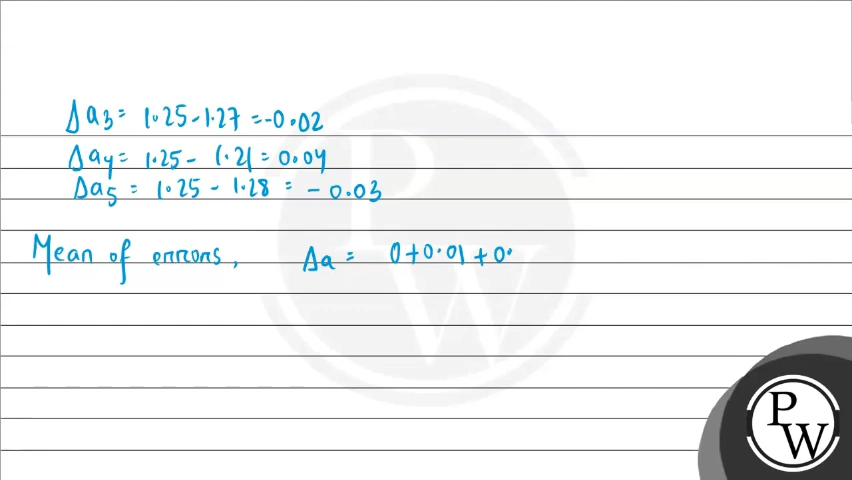 Δa3 = 1.25 - 1.27 = -0.02
Δa4 = 1.25 - 1.21 = 0.04
Δa5 = 1.25 - 1.28 = - 0.03
Mean of errors, Δa = 0 + 0.01 + 0.
P
W
P
W